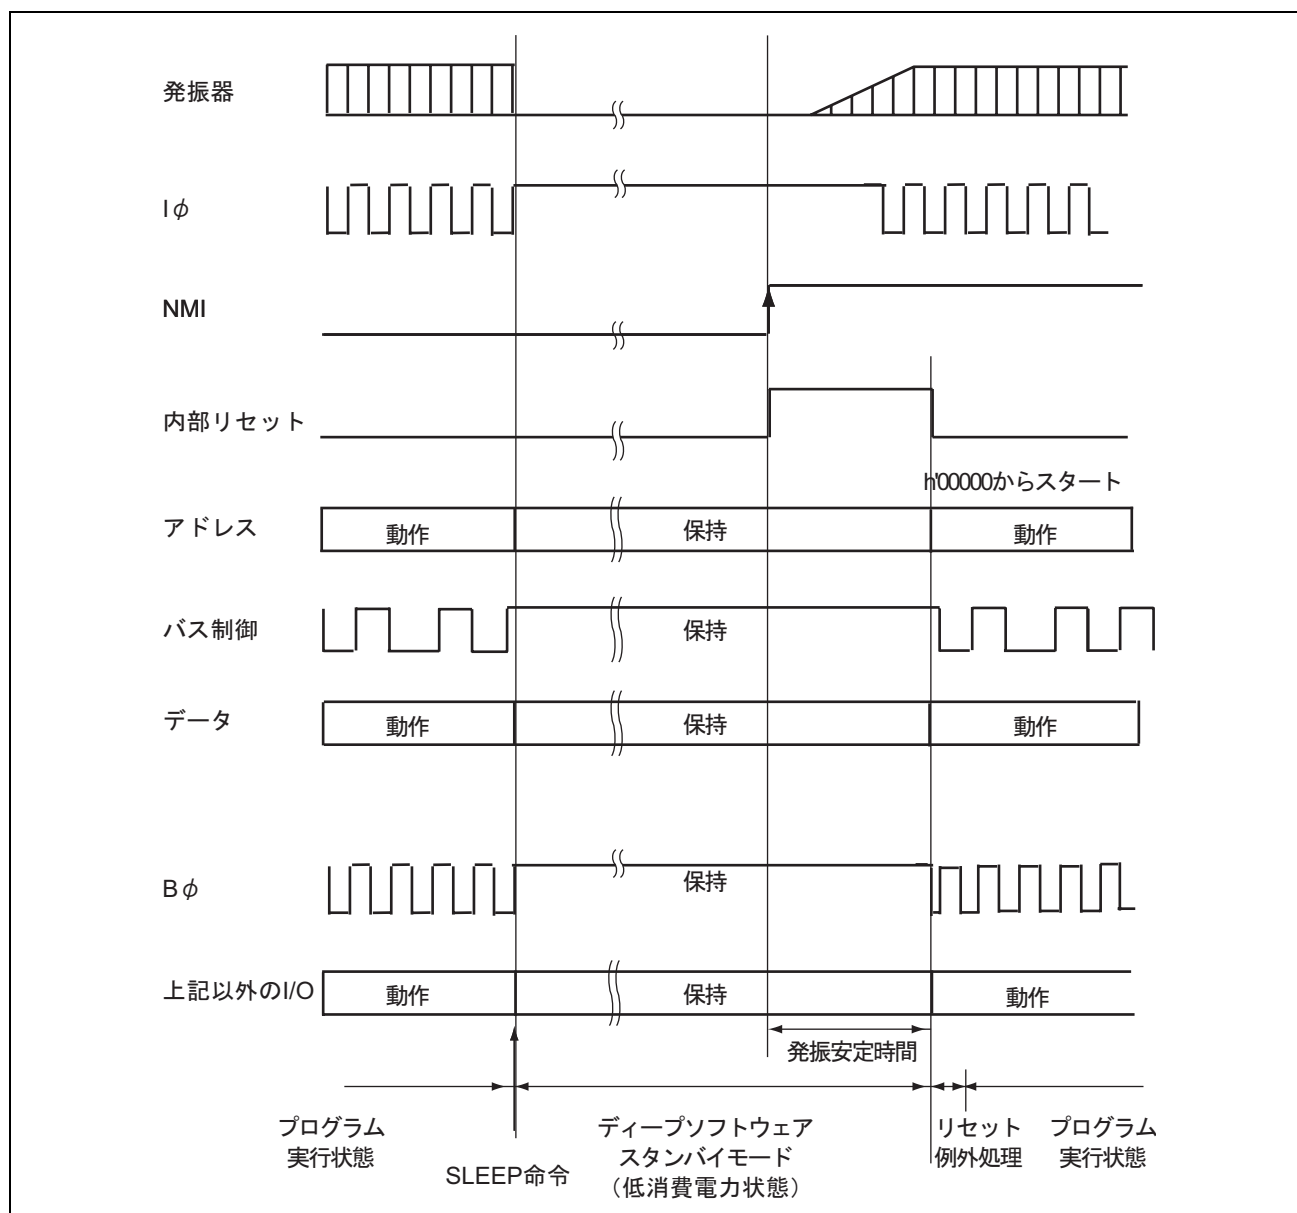 発振器
Iφ
NMI
内部リセット
h'00000からスタート
アドレス 動作 保持 動作
バス制御 保持
データ 動作 保持 動作
Bφ 保持
上記以外のI/O 動作 保持 動作
発振安定時間
プログラム
実行状態
SLEEP命令
ディープソフトウェア
スタンバイモード
（低消費電力状態）
リセット
例外処理
プログラム
実行状態